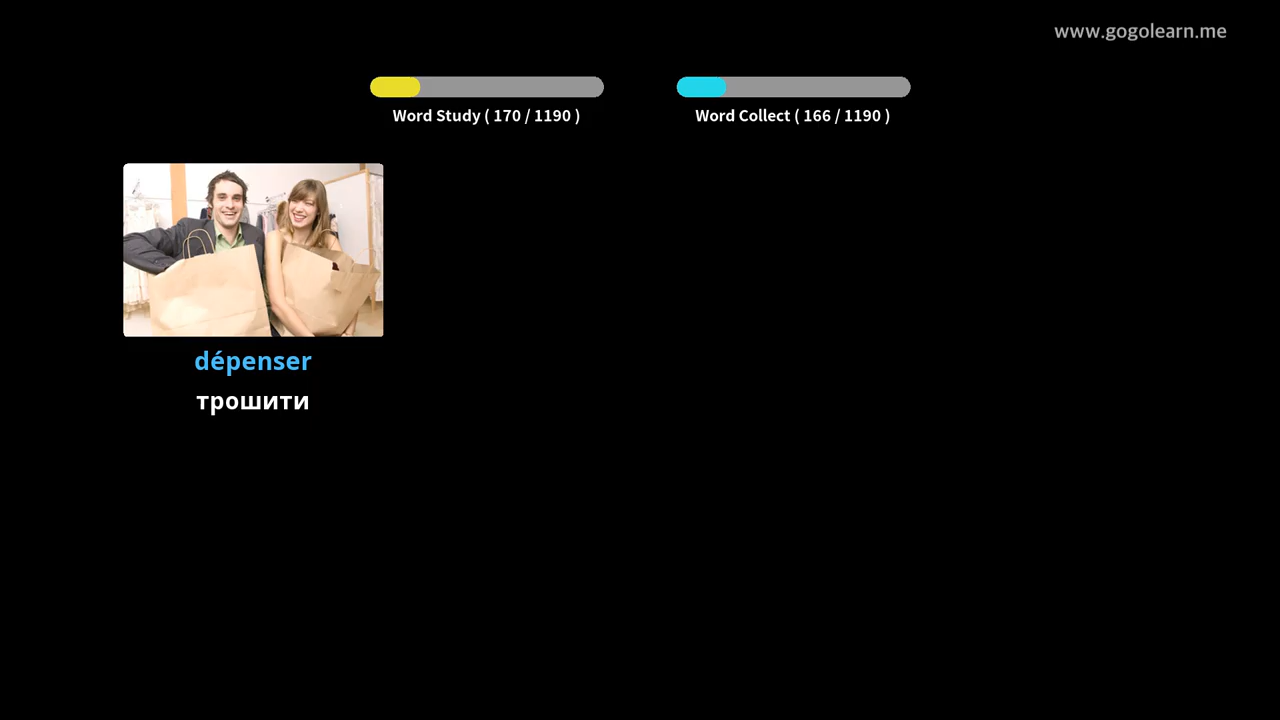 www.gogolearn.me
Word Study ( 170 / 1190 )
Word Collect ( 166 / 1190 )
dépenser
трошити